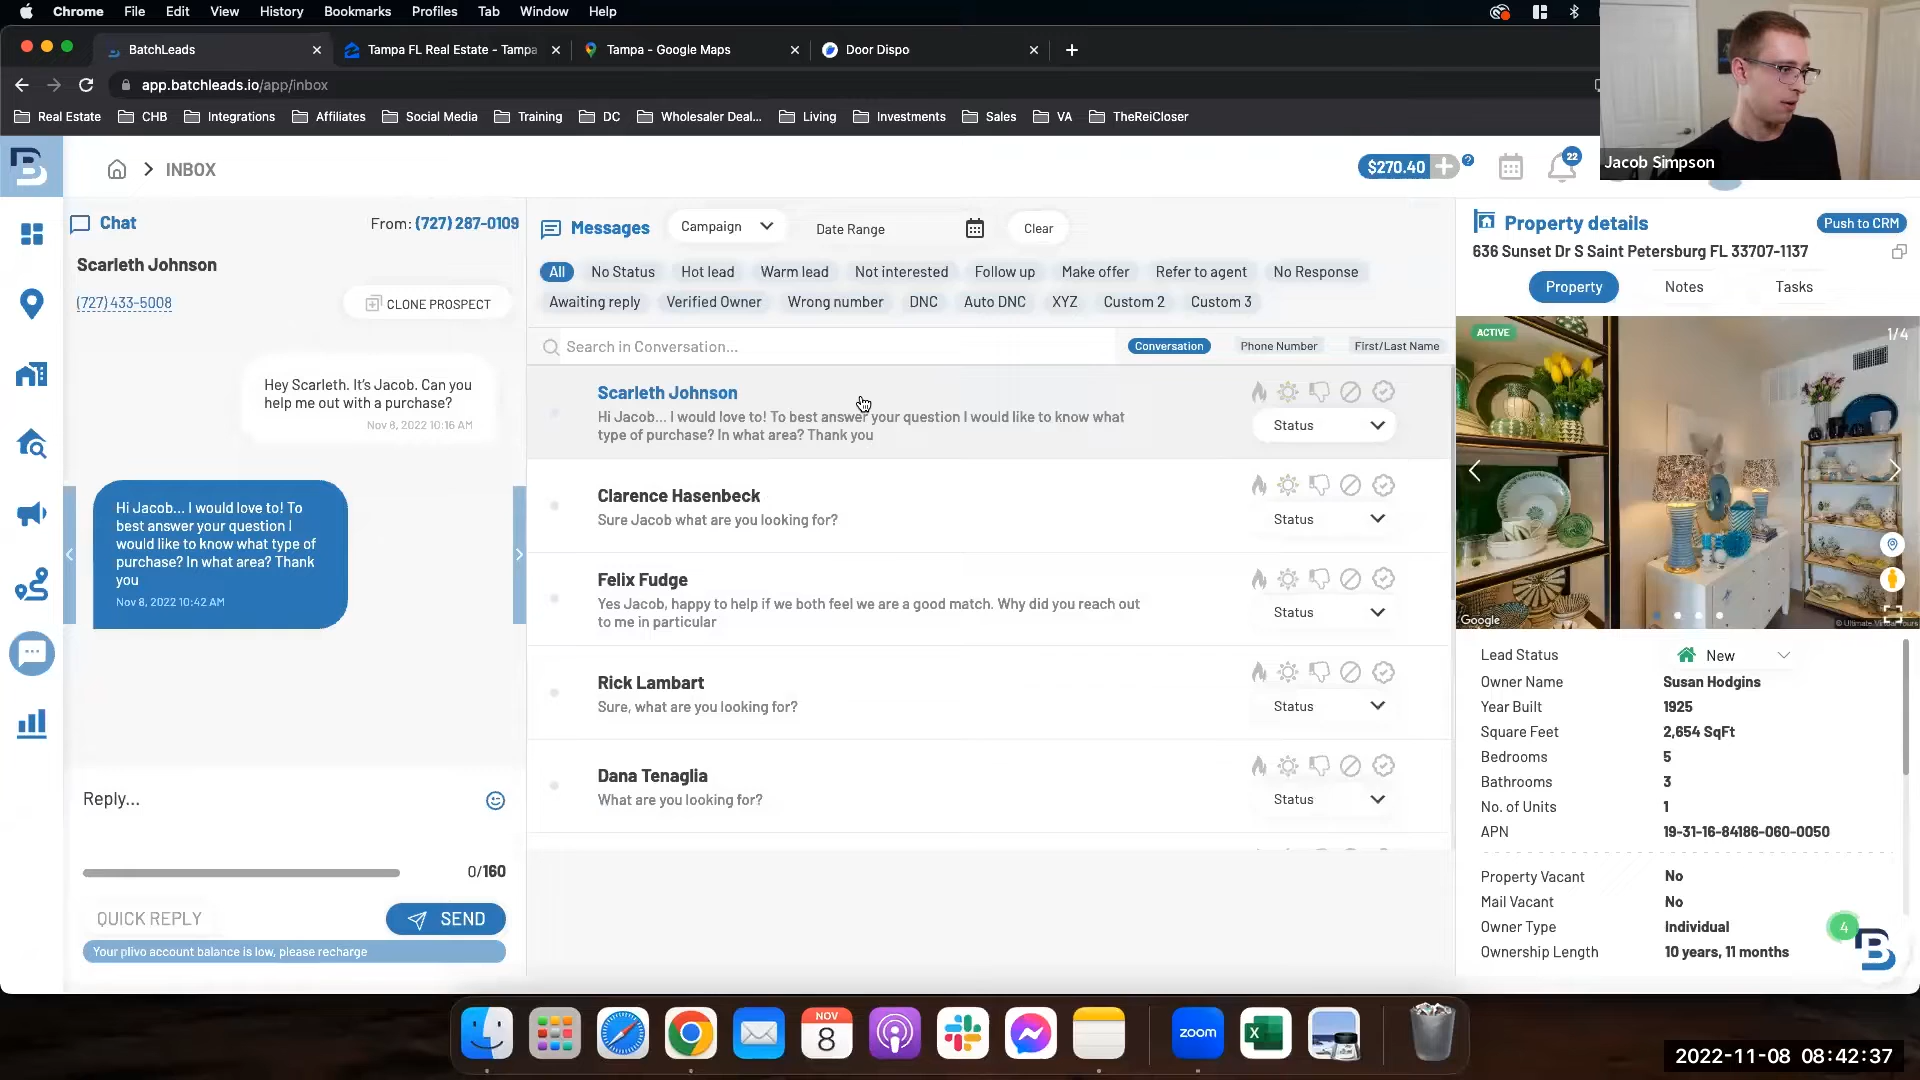 Chrome File Edit View History Bookmarks Profiles Tab Window Help
BatchLeads
Tampa FL Real Estate - Tampa
Tampa - Google Maps
Door Dispo
app.batchleads.io/app/inbox
Real Estate CHB Integrations Affiliates Social Media Training DC Wholesaler Deal... Living Investments Sales VA TheReiCloser
Jacob Simpson
INBOX
$270.40
22
Chat
From: (727) 287-0109
Scarleth Johnson
(727) 433-5008
CLONE PROSPECT
Hey Scarleth. It's Jacob. Can you
help me out with a purchase?
Nov 8, 2022 10:16 AM
Hi Jacob... I would love to! To
best answer your question I
would like to know what type of
purchase? In what area? Thank
you
Nov 8, 2022 10:42 AM
Reply...
0/160
QUICK REPLY
SEND
Your plivo account balance is low, please recharge
Messages
Campaign
Date Range
Clear
All No Status Hot lead Warm lead Not interested Follow up Make offer Refer to agent No Response
Awaiting reply Verified Owner Wrong number DNC Auto DNC XYZ Custom 2 Custom 3
Search in Conversation...
Conversation Phone Number First/Last Name
Scarleth Johnson
Hi Jacob... I would love to! To best answer your question I would like to know what
type of purchase? In what area? Thank you
Status
Clarence Hasenbeck
Sure Jacob what are you looking for?
Status
Felix Fudge
Yes Jacob, happy to help if we both feel we are a good match. Why did you reach out
to me in particular
Status
Rick Lambart
Sure, what are you looking for?
Status
Dana Tenaglia
What are you looking for?
Status
Property details
Push to CRM
636 Sunset Dr S Saint Petersburg FL 33707-1137
Property Notes Tasks
ACTIVE
1/4
Google
© Ultimate Virtual Tours
Lead Status New
Owner Name Susan Hodgins
Year Built 1925
Square Feet 2,654 SqFt
Bedrooms 5
Bathrooms 3
No. of Units 1
APN 19-31-16-84186-060-0050
Property Vacant No
Mail Vacant No
Owner Type Individual
Ownership Length 10 years, 11 months
4
NOV
8
zoom
2022-11-08 08:42:37